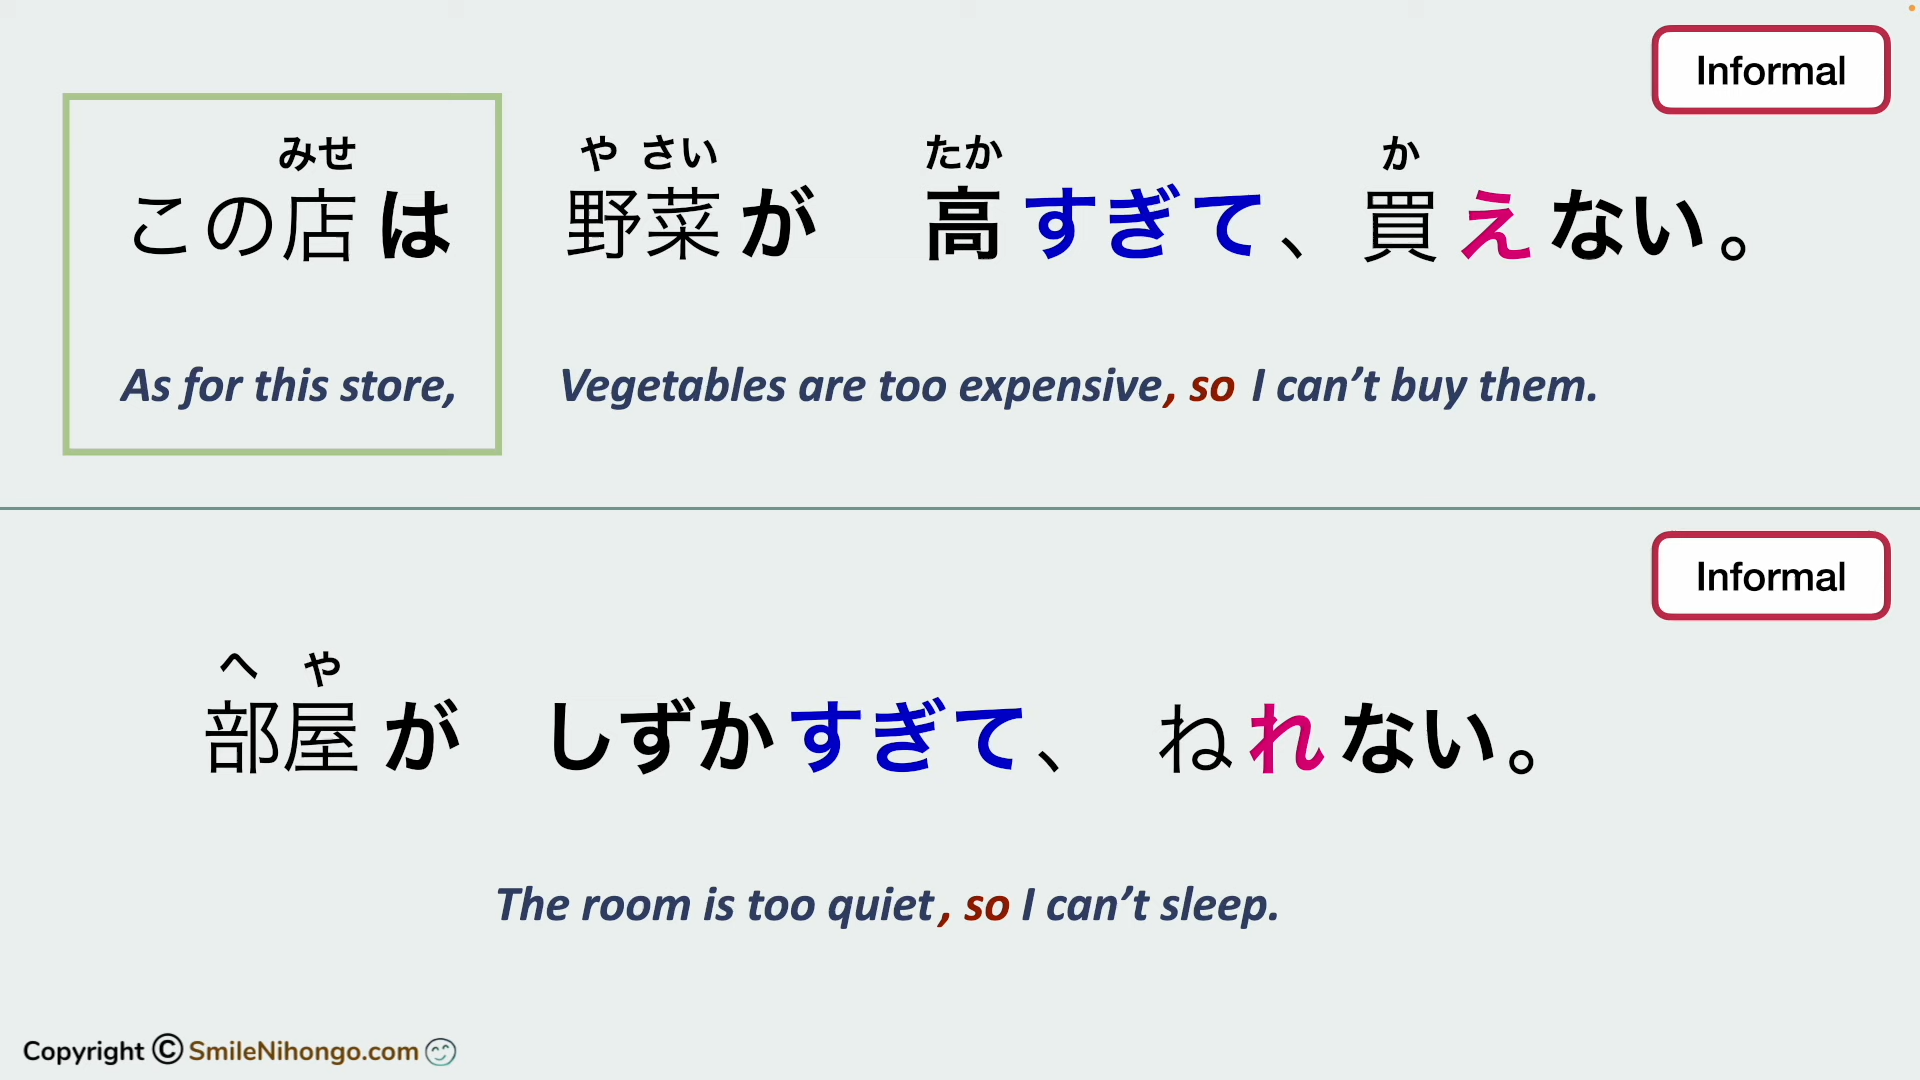 Informal
みせ や さい たか か
この店は 野菜が 高すぎて、買えない。
As for this store, Vegetables are too expensive, so I can’t buy them.
Informal
へ や
部屋が しずかすぎて、 ねれない。
The room is too quiet, so I can’t sleep.
Copyright © SmileNihongo.com